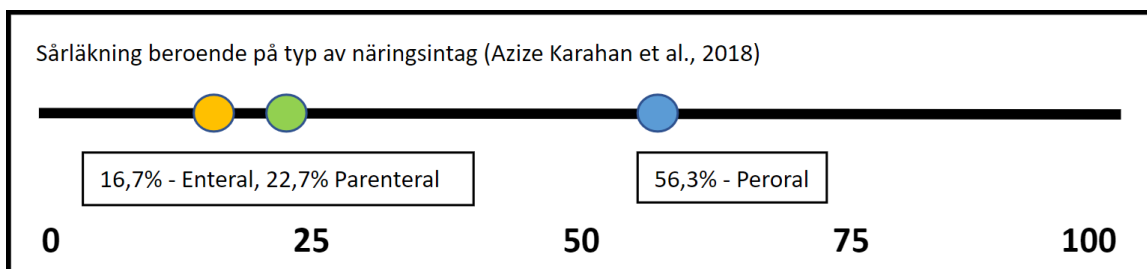 Sårläkning beroende på typ av näringsintag (Azize Karahan et al., 2018)
16,7% - Enteral, 22,7% Parenteral
56,3% - Peroral
0 25 50 75 100